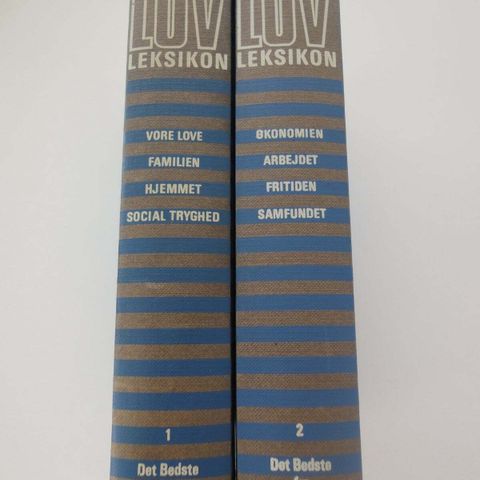 LOV
LEKSIKON
VORE LOVE
FAMILIEN
HJEMMET
SOCIAL TRYGHED
1
Det Bedste
LOV
LEKSIKON
ØKONOMIEN
ARBEJDET
FRITIDEN
SAMFUNDET
2
Det Bedste